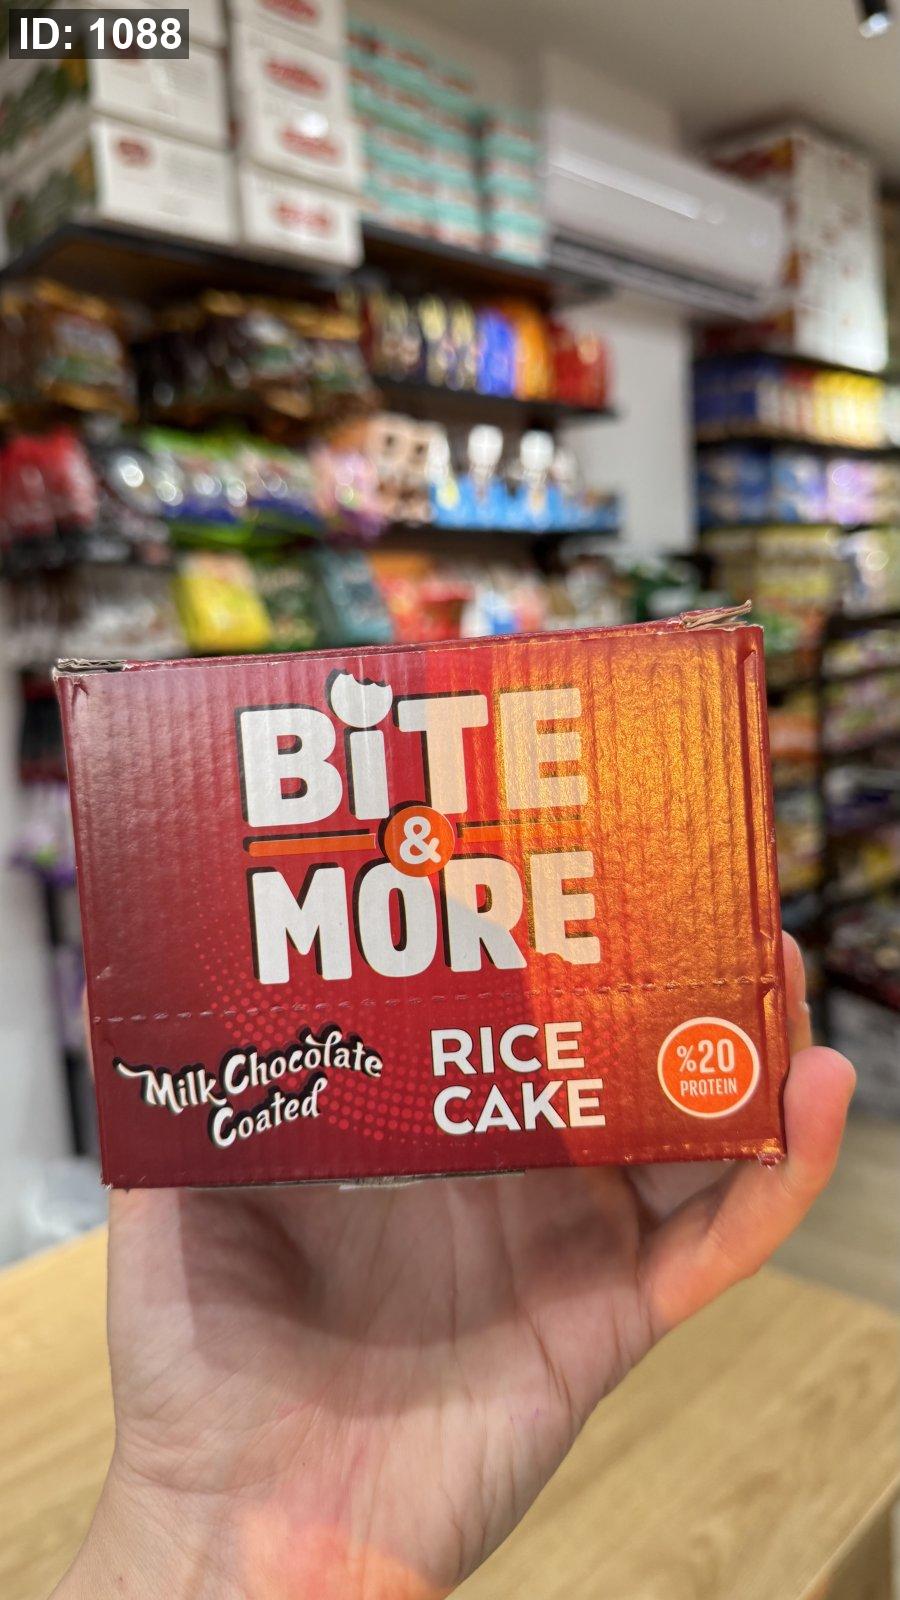 ID: 1088
BiTE
&
MORE
Milk Chocolate
Coated
RICE
CAKE
%20
PROTEIN